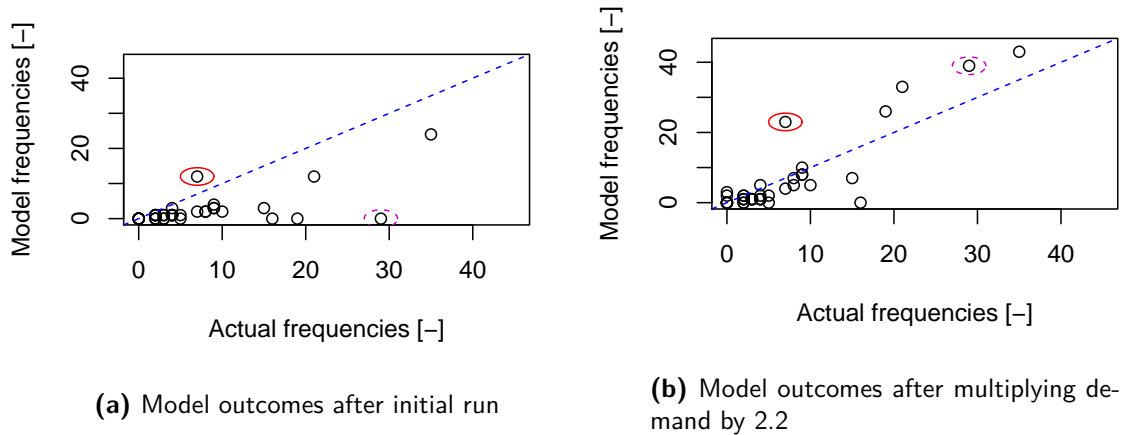 Model frequencies [–]
40
20
0
0
10
20
30
40
Actual frequencies [–]
(a) Model outcomes after initial run
Model frequencies [–]
40
20
0
0
10
20
30
40
Actual frequencies [–]
(b) Model outcomes after multiplying de-
mand by 2.2